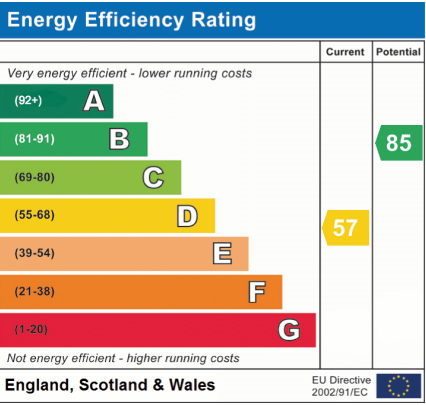 Energy Efficiency Rating
Current Potential
Very energy efficient - lower running costs
(92+) A
(81-91) B
85
(69-80) C
(55-68) D
57
(39-54) E
(21-38) F
(1-20) G
Not energy efficient - higher running costs
England, Scotland & Wales
EU Directive
2002/91/EC